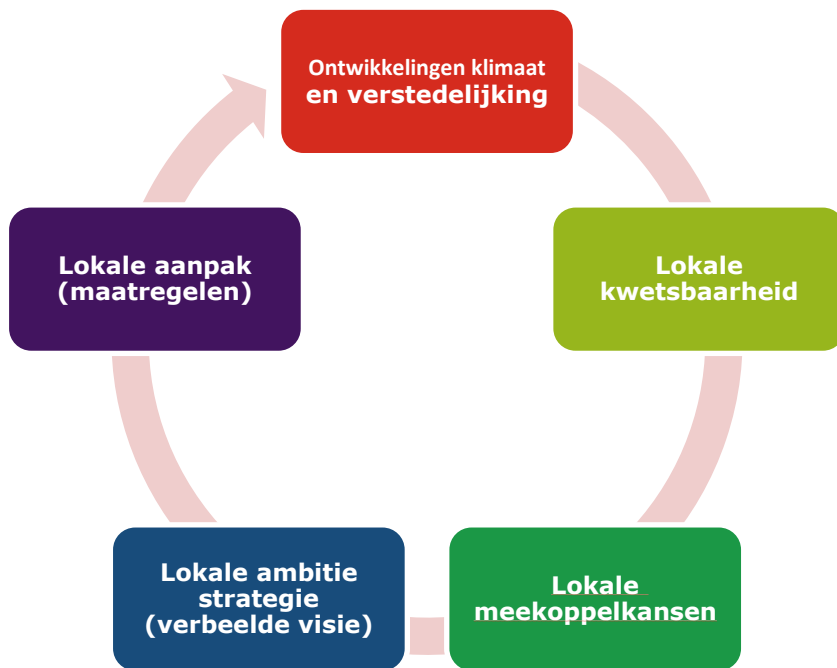 Ontwikkelingen klimaat
en verstedelijking
Lokale
kwetsbaarheid
Lokale
meekoppelkansen
Lokale ambitie
strategie
(verbeelde visie)
Lokale aanpak
(maatregelen)